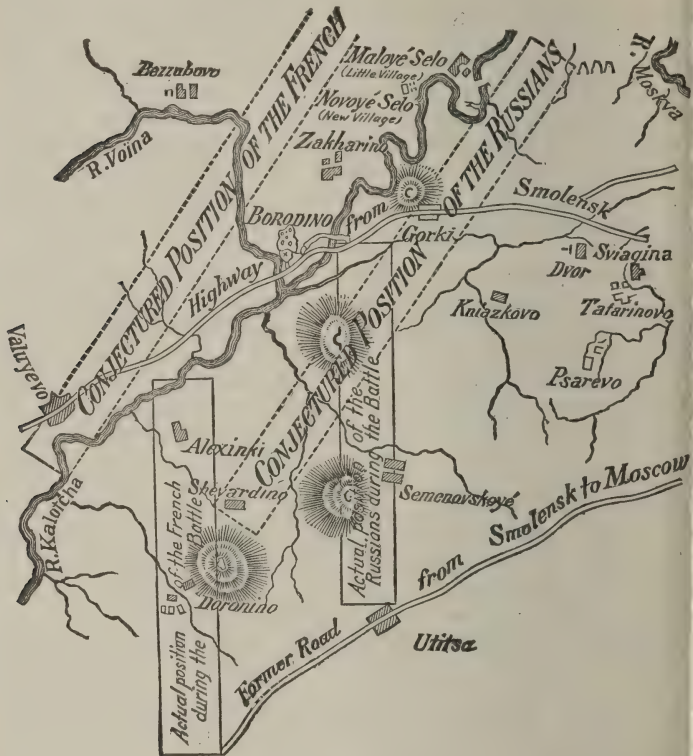 Bezzubovo
CONJECTURED POSITION OF THE FRENCH
Maloyé Selo
(Little Village)
Novoyé Selo
(New Village)
Zakharino
R. Moskva
R. Voina
CONJECTURED POSITION OF THE RUSSIANS
C
BORODINO
Highway from Smolensk
Gorki
Sviagina
Dvor
Tatarinovo
Kniazkovo
Psarevo
Valuyevo
Alexinki
Shevardino
Semenovskoyé
R. Kalotcha
Doronino
Actual position of the French
during the Battle
Actual position of the
Russians during the Battle
Former Road from Smolensk to Moscow
Utitsa